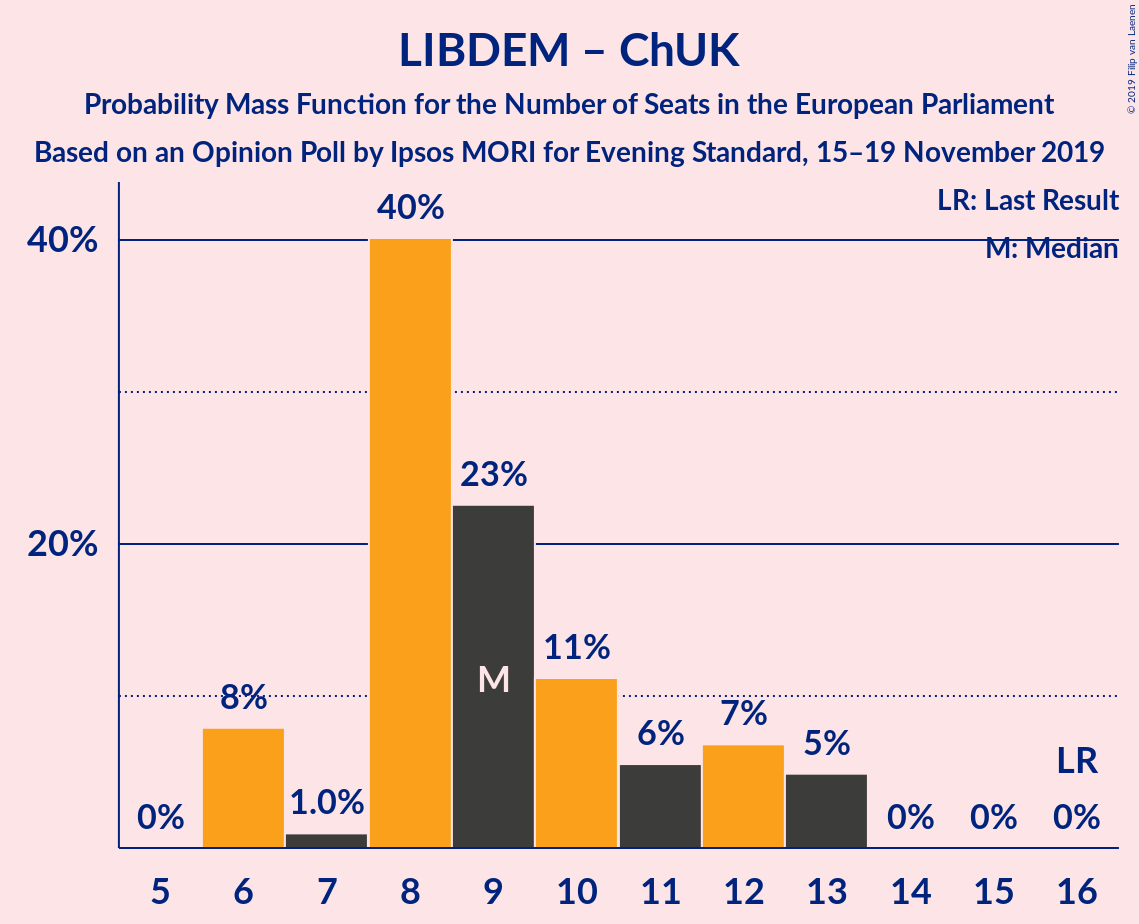 LIBDEM – ChUK
Probability Mass Function for the Number of Seats in the European Parliament
Based on an Opinion Poll by Ipsos MORI for Evening Standard, 15–19 November 2019
© 2019 Filip van Laenen
LR: Last Result
M: Median
40%
20%
0%
8%
1.0%
40%
23%
M
11%
6%
7%
5%
0%
0%
LR
0%
5 6 7 8 9 10 11 12 13 14 15 16